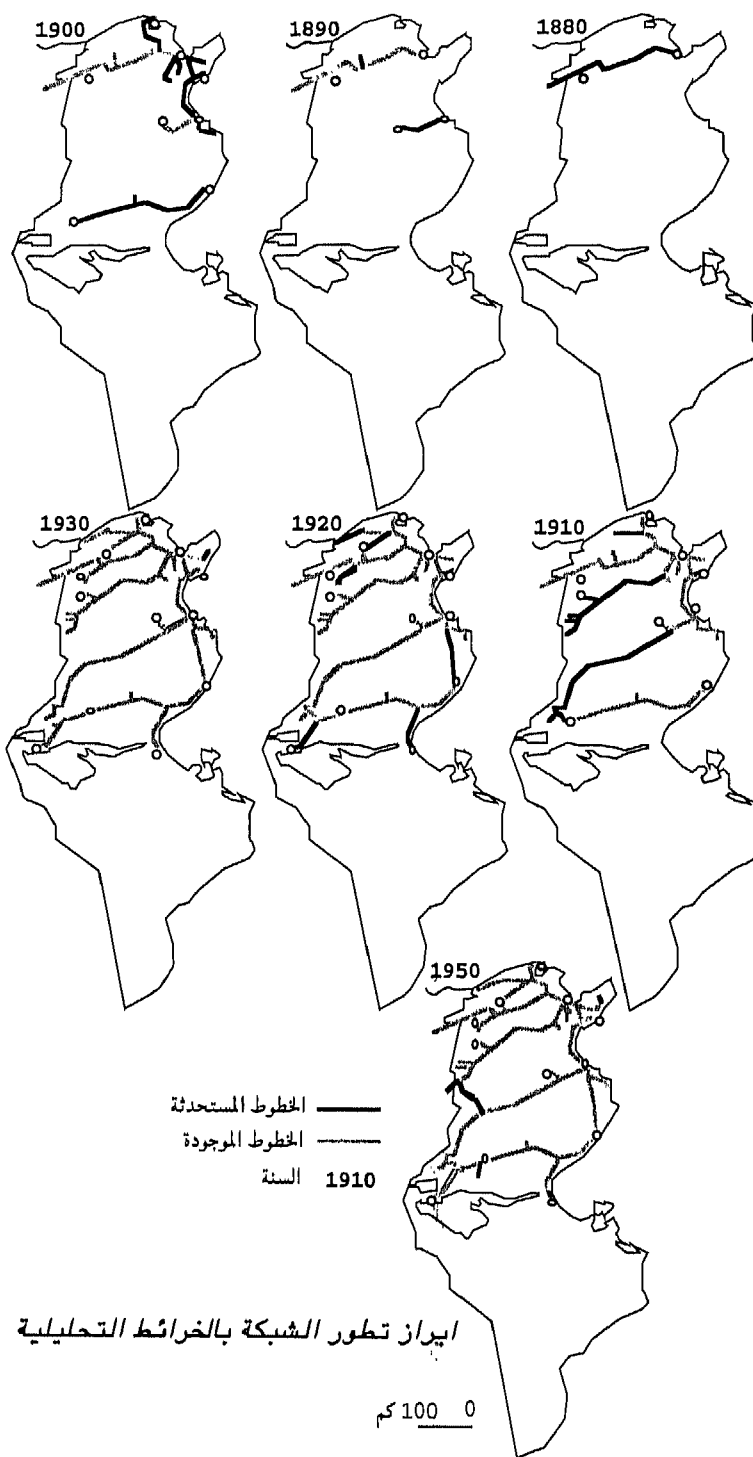 1880
1890
1900
1910
1920
1930
1950
الخطوط المستحدثة
الخطوط الموجودة
1910 السنة
ابراز تطور الشبكة بالخرائط التحليلية
0 100 كم